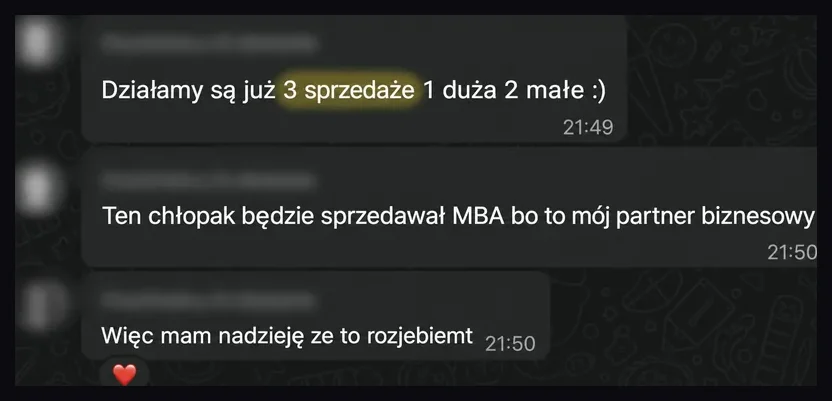 Działamy są już 3 sprzedaże 1 duża 2 małe :)
21:49
Ten chłopak będzie sprzedawał MBA bo to mój partner biznesowy
21:50
Więc mam nadzieję ze to rozjebiemt 21:50